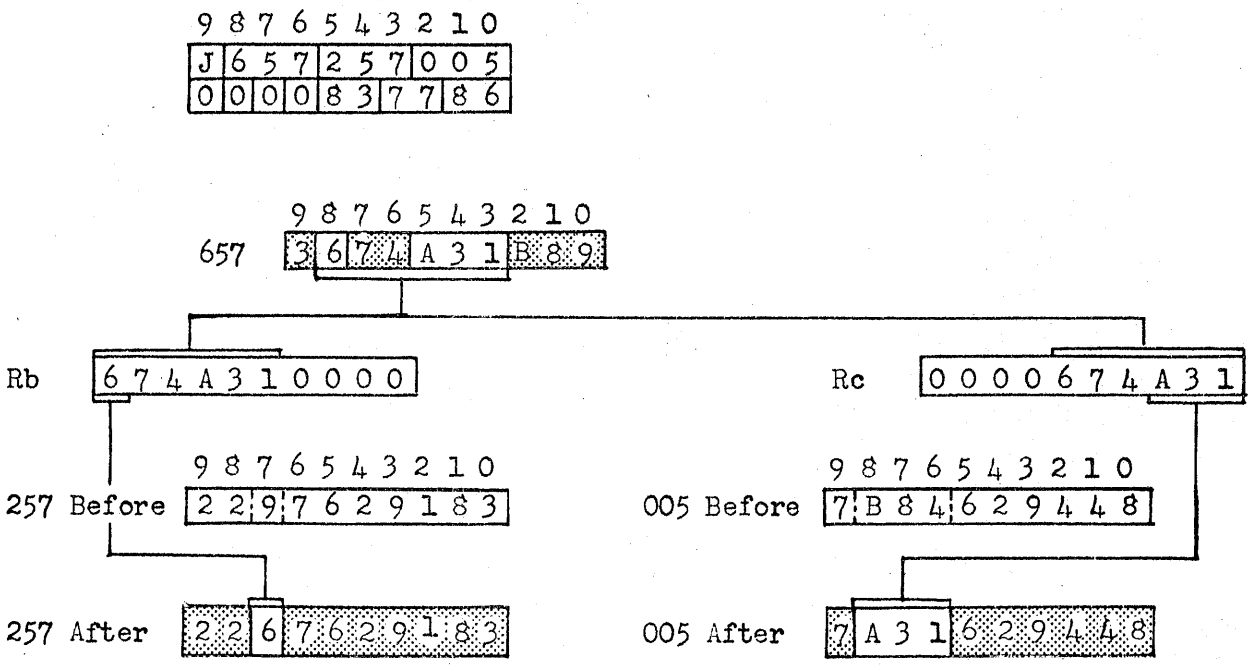 9 8 7 6 5 4 3 2 1 0
J 6 5 7 2 5 7 0 0 5
0 0 0 0 8 3 7 7 8 6
9 8 7 6 5 4 3 2 1 0
657 3 6 7 4 A 3 1 B 8 9
Rb 6 7 4 A 3 1 0 0 0 0 Rc 0 0 0 0 6 7 4 A 3 1
9 8 7 6 5 4 3 2 1 0 9 8 7 6 5 4 3 2 1 0
257 Before 2 2 9 7 6 2 9 1 8 3 005 Before 7 B 8 4 6 2 9 4 4 8
257 After 2 2 6 7 6 2 9 1 8 3 005 After 7 A 3 1 6 2 9 4 4 8